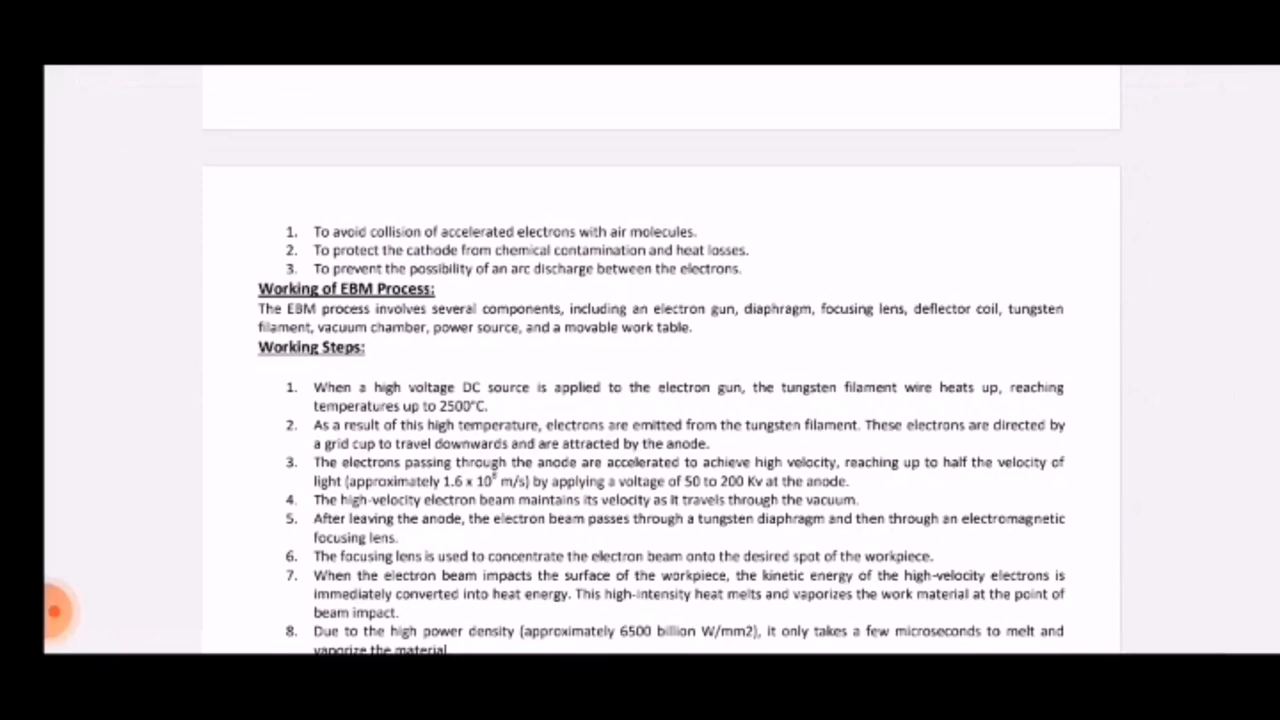 1. To avoid collision of accelerated electrons with air molecules.
2. To protect the cathode from chemical contamination and heat losses.
3. To prevent the possibility of an arc discharge between the electrons.
Working of EBM Process:
The EBM process involves several components, including an electron gun, diaphragm, focusing lens, deflector coil, tungsten
filament, vacuum chamber, power source, and a movable work table.
Working Steps:
1. When a high voltage DC source is applied to the electron gun, the tungsten filament wire heats up, reaching
temperatures up to 2500°C.
2. As a result of this high temperature, electrons are emitted from the tungsten filament. These electrons are directed by
a grid cup to travel downwards and are attracted by the anode.
3. The electrons passing through the anode are accelerated to achieve high velocity, reaching up to half the velocity of
light (approximately 1.6 x 10⁸ m/s) by applying a voltage of 50 to 200 Kv at the anode.
4. The high-velocity electron beam maintains its velocity as it travels through the vacuum.
5. After leaving the anode, the electron beam passes through a tungsten diaphragm and then through an electromagnetic
focusing lens.
6. The focusing lens is used to concentrate the electron beam onto the desired spot of the workpiece.
7. When the electron beam impacts the surface of the workpiece, the kinetic energy of the high-velocity electrons is
immediately converted into heat energy. This high-intensity heat melts and vaporizes the work material at the point of
beam impact.
8. Due to the high power density (approximately 6500 billion W/mm2), it only takes a few microseconds to melt and
vaporize the material